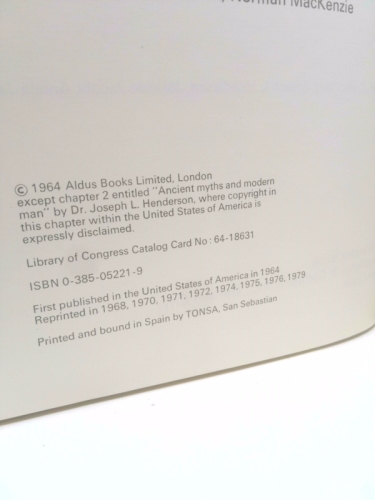 Norman MacKenzie
© 1964 Aldus Books Limited, London
except chapter 2 entitled "Ancient myths and modern
man" by Dr. Joseph L. Henderson, where copyright in
this chapter within the United States of America is
expressly disclaimed.
Library of Congress Catalog Card No: 64-18631
ISBN 0-385-05221-9
First published in the United States of America in 1964
Reprinted in 1968, 1970, 1971, 1972, 1974, 1975, 1976, 1979
Printed and bound in Spain by TONSA, San Sebastian